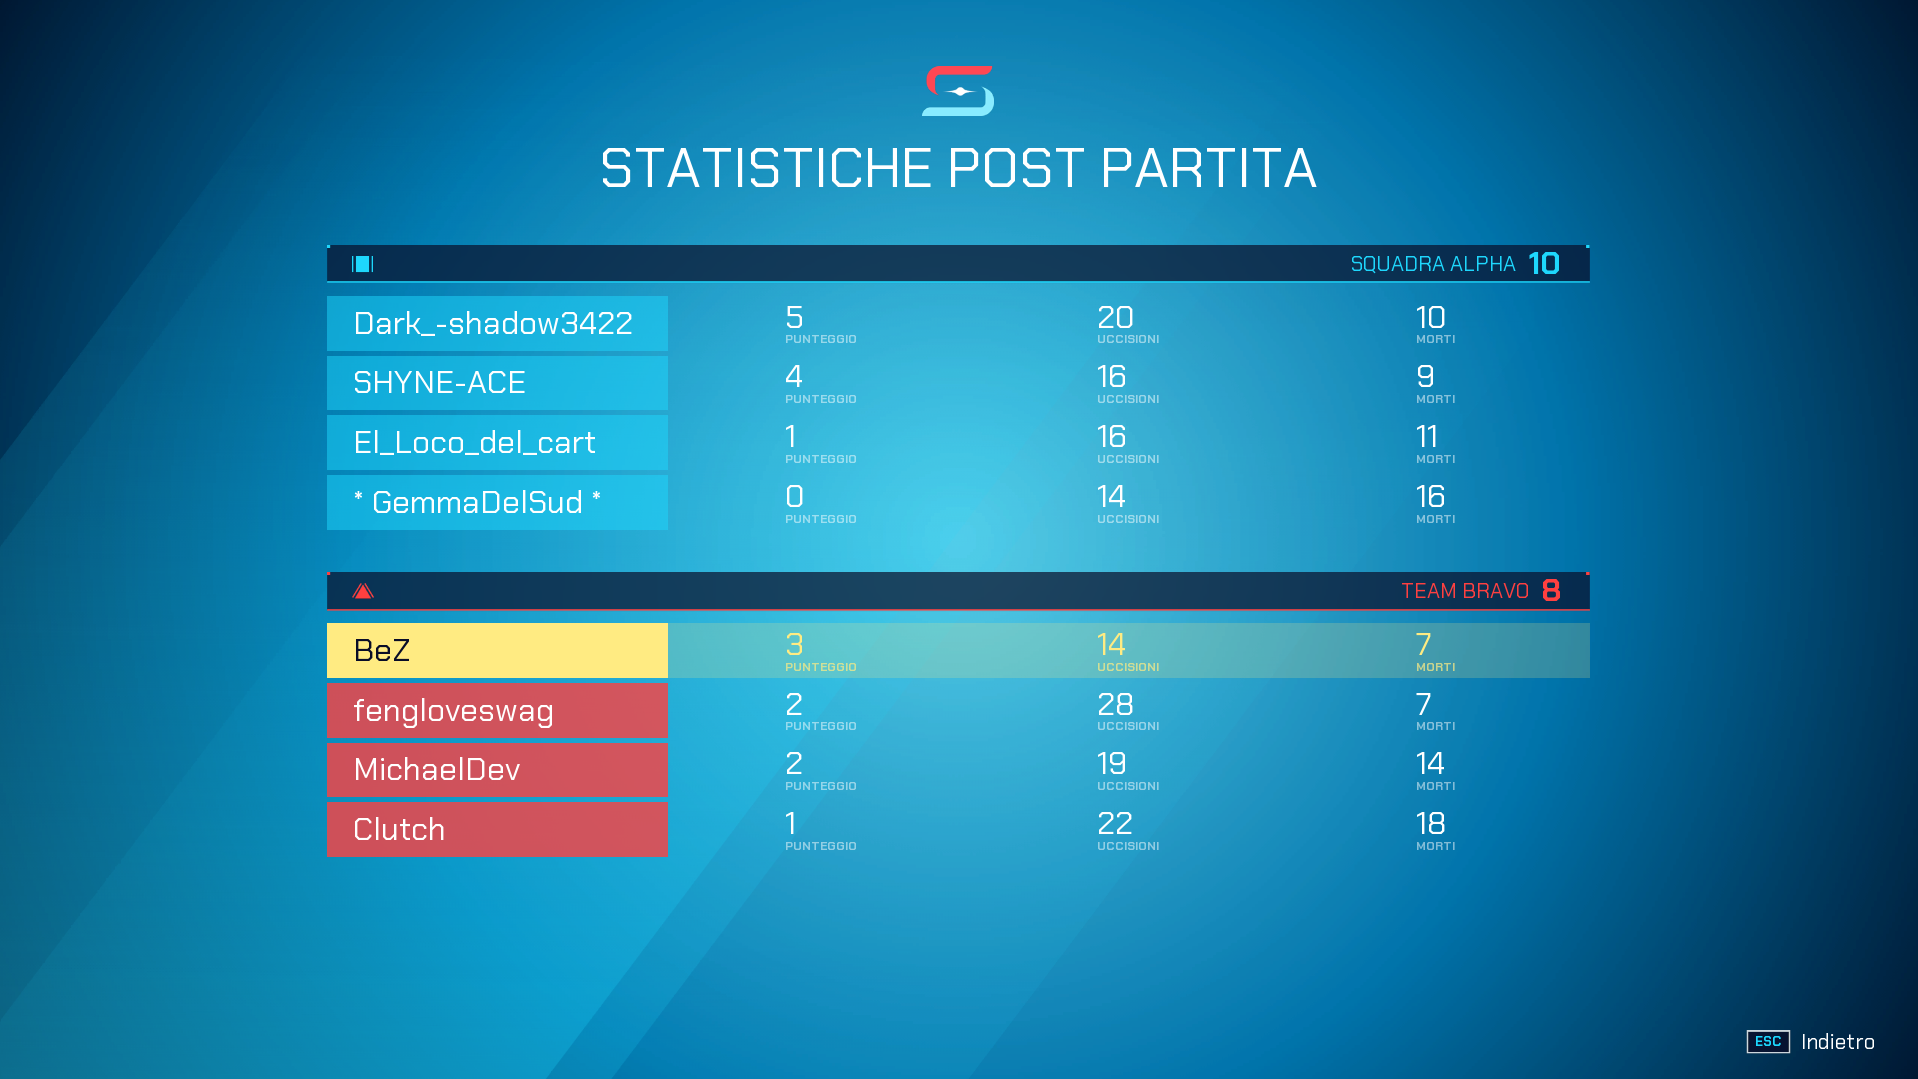 STATISTICHE POST PARTITA
SQUADRA ALPHA 10
Dark_-shadow3422 5 20 10
PUNTEGGIO UCCISIONI MORTI
SHYNE-ACE 4 16 9
PUNTEGGIO UCCISIONI MORTI
El_Loco_del_cart 1 16 11
PUNTEGGIO UCCISIONI MORTI
* GemmaDelSud * 0 14 16
PUNTEGGIO UCCISIONI MORTI
TEAM BRAVO 8
BeZ 3 14 7
PUNTEGGIO UCCISIONI MORTI
fengloveswag 2 28 7
PUNTEGGIO UCCISIONI MORTI
MichaelDev 2 19 14
PUNTEGGIO UCCISIONI MORTI
Clutch 1 22 18
PUNTEGGIO UCCISIONI MORTI
ESC Indietro